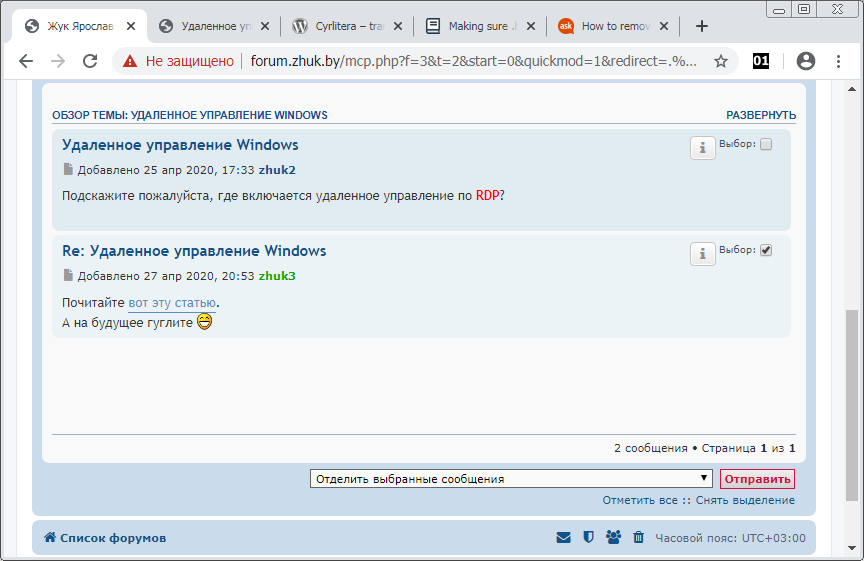 Жук Ярослав
Удаленное уп
Cyrlitera – tran
Making sure .h
How to remov
Не защищено
forum.zhuk.by/mcp.php?f=3&t=2&start=0&quickmod=1&redirect=.%...
01
ОБЗОР ТЕМЫ: УДАЛЕННОЕ УПРАВЛЕНИЕ WINDOWS
РАЗВЕРНУТЬ
Удаленное управление Windows
Выбор:
Добавлено 25 апр 2020, 17:33 zhuk2
Подскажите пожалуйста, где включается удаленное управление по RDP?
Re: Удаленное управление Windows
Выбор:
Добавлено 27 апр 2020, 20:53 zhuk3
Почитайте вот эту статью.
А на будущее гуглите
2 сообщения • Страница 1 из 1
Отделить выбранные сообщения
Отправить
Отметить все :: Снять выделение
Список форумов
Часовой пояс: UTC+03:00